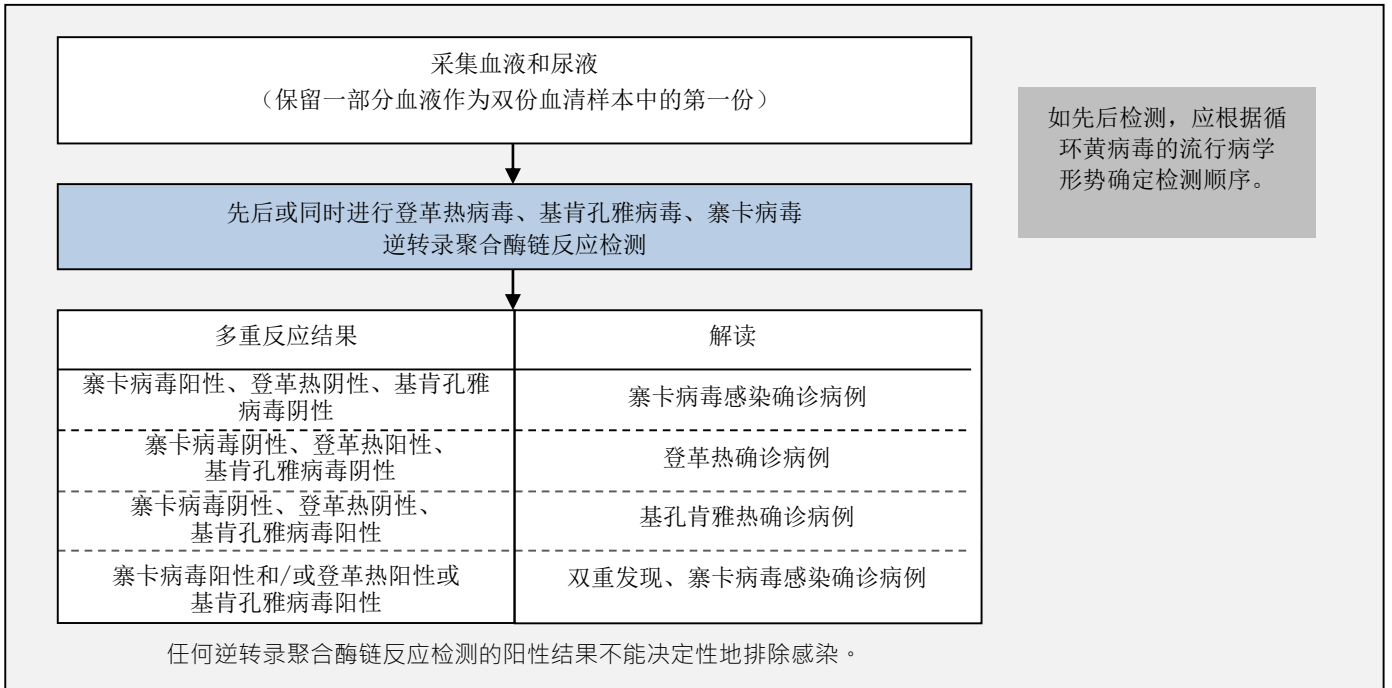 采集血液和尿液
（保留一部分血液作为双份血清样本中的第一份）
如先后检测，应根据循
环黄病毒的流行病学
形势确定检测顺序。
先后或同时进行登革热病毒、基肯孔雅病毒、寨卡病毒
逆转录聚合酶链反应检测
多重反应结果
解读
寨卡病毒阳性、登革热阴性、基肯孔雅
病毒阴性
寨卡病毒感染确诊病例
寨卡病毒阴性、登革热阳性、
基肯孔雅病毒阴性
登革热确诊病例
寨卡病毒阴性、登革热阴性、
基肯孔雅病毒阳性
基孔肯雅热确诊病例
寨卡病毒阳性和/或登革热阳性或
基肯孔雅病毒阳性
双重发现、寨卡病毒感染确诊病例
任何逆转录聚合酶链反应检测的阳性结果不能决定性地排除感染。